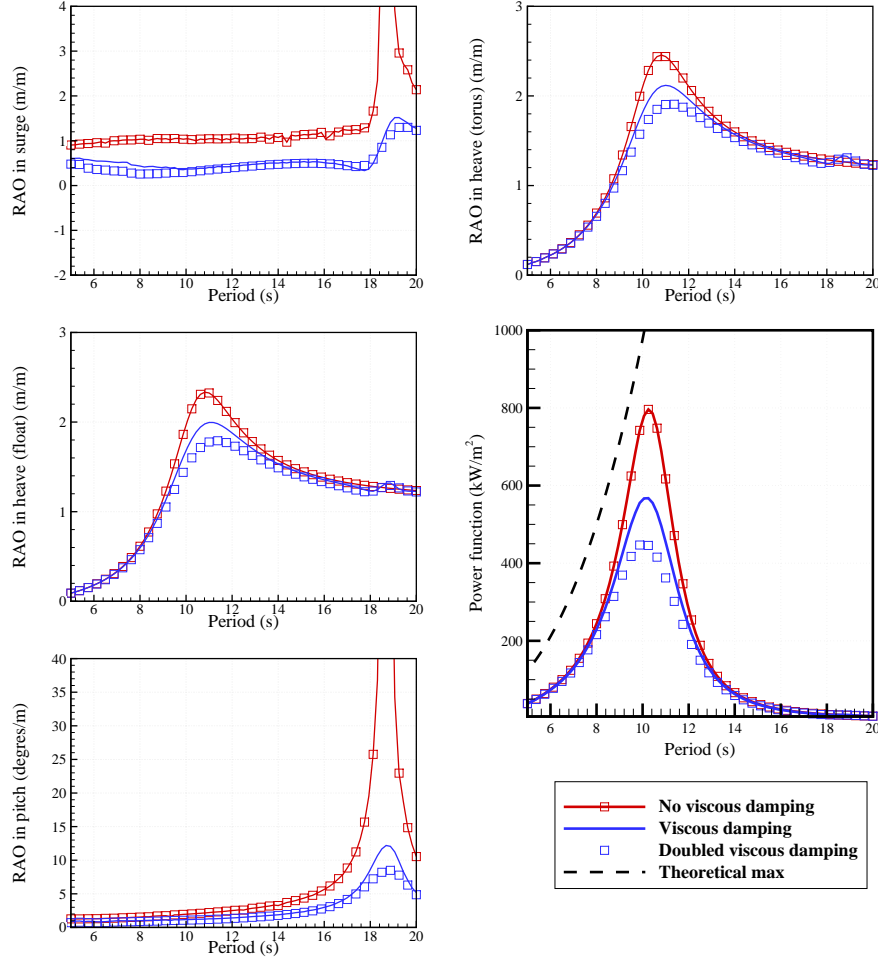 RAO in surge (m/m)
4
3
2
1
0
-1
-2
6 8 10 12 14 16 18 20
Period (s)
RAO in heave (torus) (m/m)
3
2
1
0
6 8 10 12 14 16 18 20
Period (s)
RAO in heave (float) (m/m)
3
2
1
0
6 8 10 12 14 16 18 20
Period (s)
Power function (kW/m²)
1000
800
600
400
200
6 8 10 12 14 16 18 20
Period (s)
RAO in pitch (degres/m)
40
35
30
25
20
15
10
5
0
6 8 10 12 14 16 18 20
Period (s)
No viscous damping
Viscous damping
Doubled viscous damping
Theoretical max